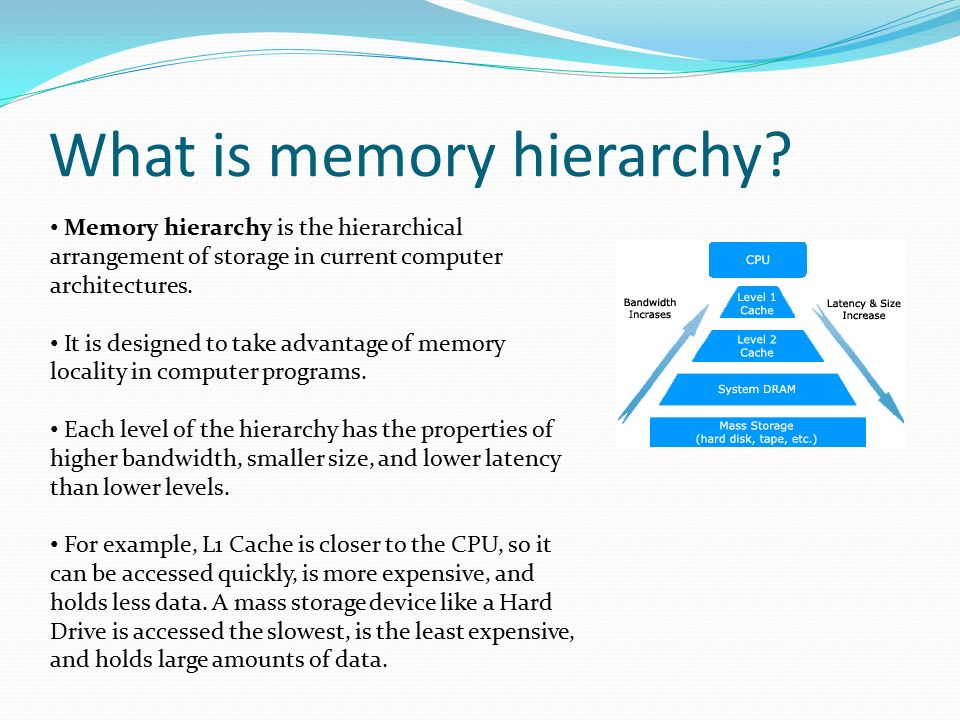 What is memory hierarchy?
• Memory hierarchy is the hierarchical
arrangement of storage in current computer
architectures.
• It is designed to take advantage of memory
locality in computer programs.
• Each level of the hierarchy has the properties of
higher bandwidth, smaller size, and lower latency
than lower levels.
• For example, L1 Cache is closer to the CPU, so it
can be accessed quickly, is more expensive, and
holds less data. A mass storage device like a Hard
Drive is accessed the slowest, is the least expensive,
and holds large amounts of data.
CPU
Level 1
Cache
Bandwidth
Incrases
Latency & Size
Increase
Level 2
Cache
System DRAM
Mass Storage
(hard disk, tape, etc.)